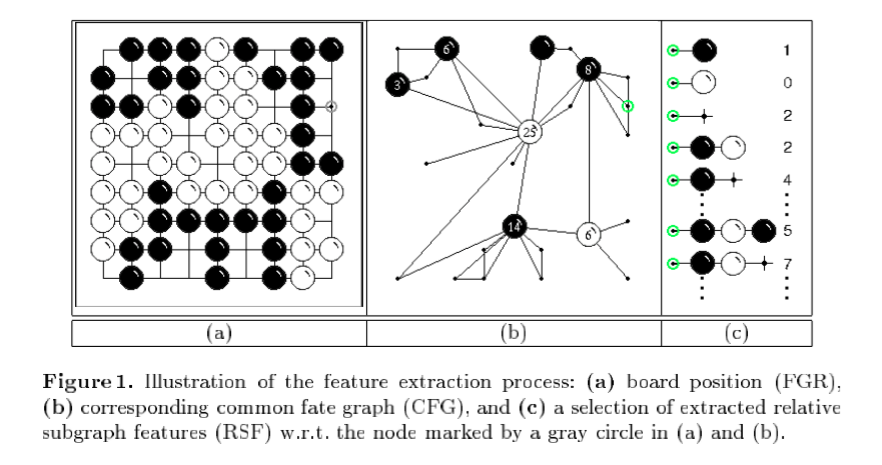 6
3
8
25
14
6
1
0
2
2
4
5
7
(a)
(b)
(c)
Figure 1. Illustration of the feature extraction process: (a) board position (FGR),
(b) corresponding common fate graph (CFG), and (c) a selection of extracted relative
subgraph features (RSF) w.r.t. the node marked by a gray circle in (a) and (b).